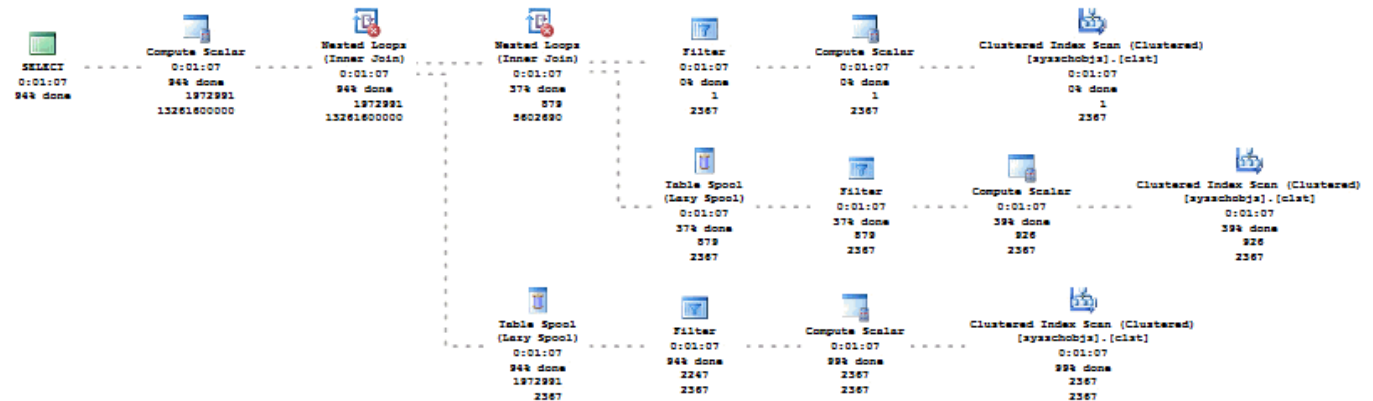 SELECT
0:01:07
94% done
Compute Scalar
0:01:07
94% done
1972991
13261600000
Nested Loops
(Inner Join)
0:01:07
94% done
1972991
13261600000
Nested Loops
(Inner Join)
0:01:07
37% done
879
5602690
Filter
0:01:07
0% done
1
2367
Compute Scalar
0:01:07
0% done
1
2367
Clustered Index Scan (Clustered)
[sysschobjs].[clst]
0:01:07
0% done
1
2367
Table Spool
(Lazy Spool)
0:01:07
37% done
879
2367
Filter
0:01:07
37% done
879
2367
Compute Scalar
0:01:07
39% done
926
2367
Clustered Index Scan (Clustered)
[sysschobjs].[clst]
0:01:07
39% done
926
2367
Table Spool
(Lazy Spool)
0:01:07
94% done
1972991
2367
Filter
0:01:07
94% done
2247
2367
Compute Scalar
0:01:07
99% done
2367
2367
Clustered Index Scan (Clustered)
[sysschobjs].[clst]
0:01:07
99% done
2367
2367